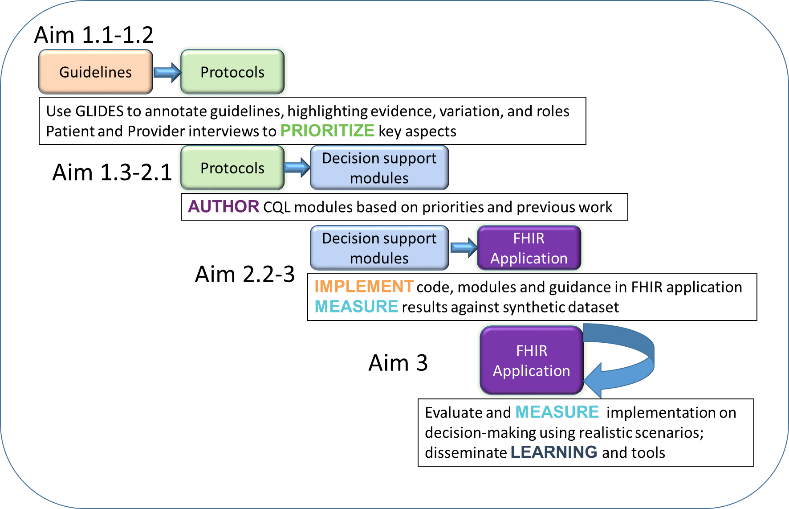 Aim 1.1-1.2
Guidelines
Protocols
Use GLIDES to annotate guidelines, highlighting evidence, variation, and roles
Patient and Provider interviews to PRIORITIZE key aspects
Aim 1.3-2.1
Protocols
Decision support
modules
AUTHOR CQL modules based on priorities and previous work
Aim 2.2-3
Decision support
modules
FHIR
Application
IMPLEMENT code, modules and guidance in FHIR application
MEASURE results against synthetic dataset
Aim 3
FHIR
Application
Evaluate and MEASURE implementation on
decision-making using realistic scenarios;
disseminate LEARNING and tools